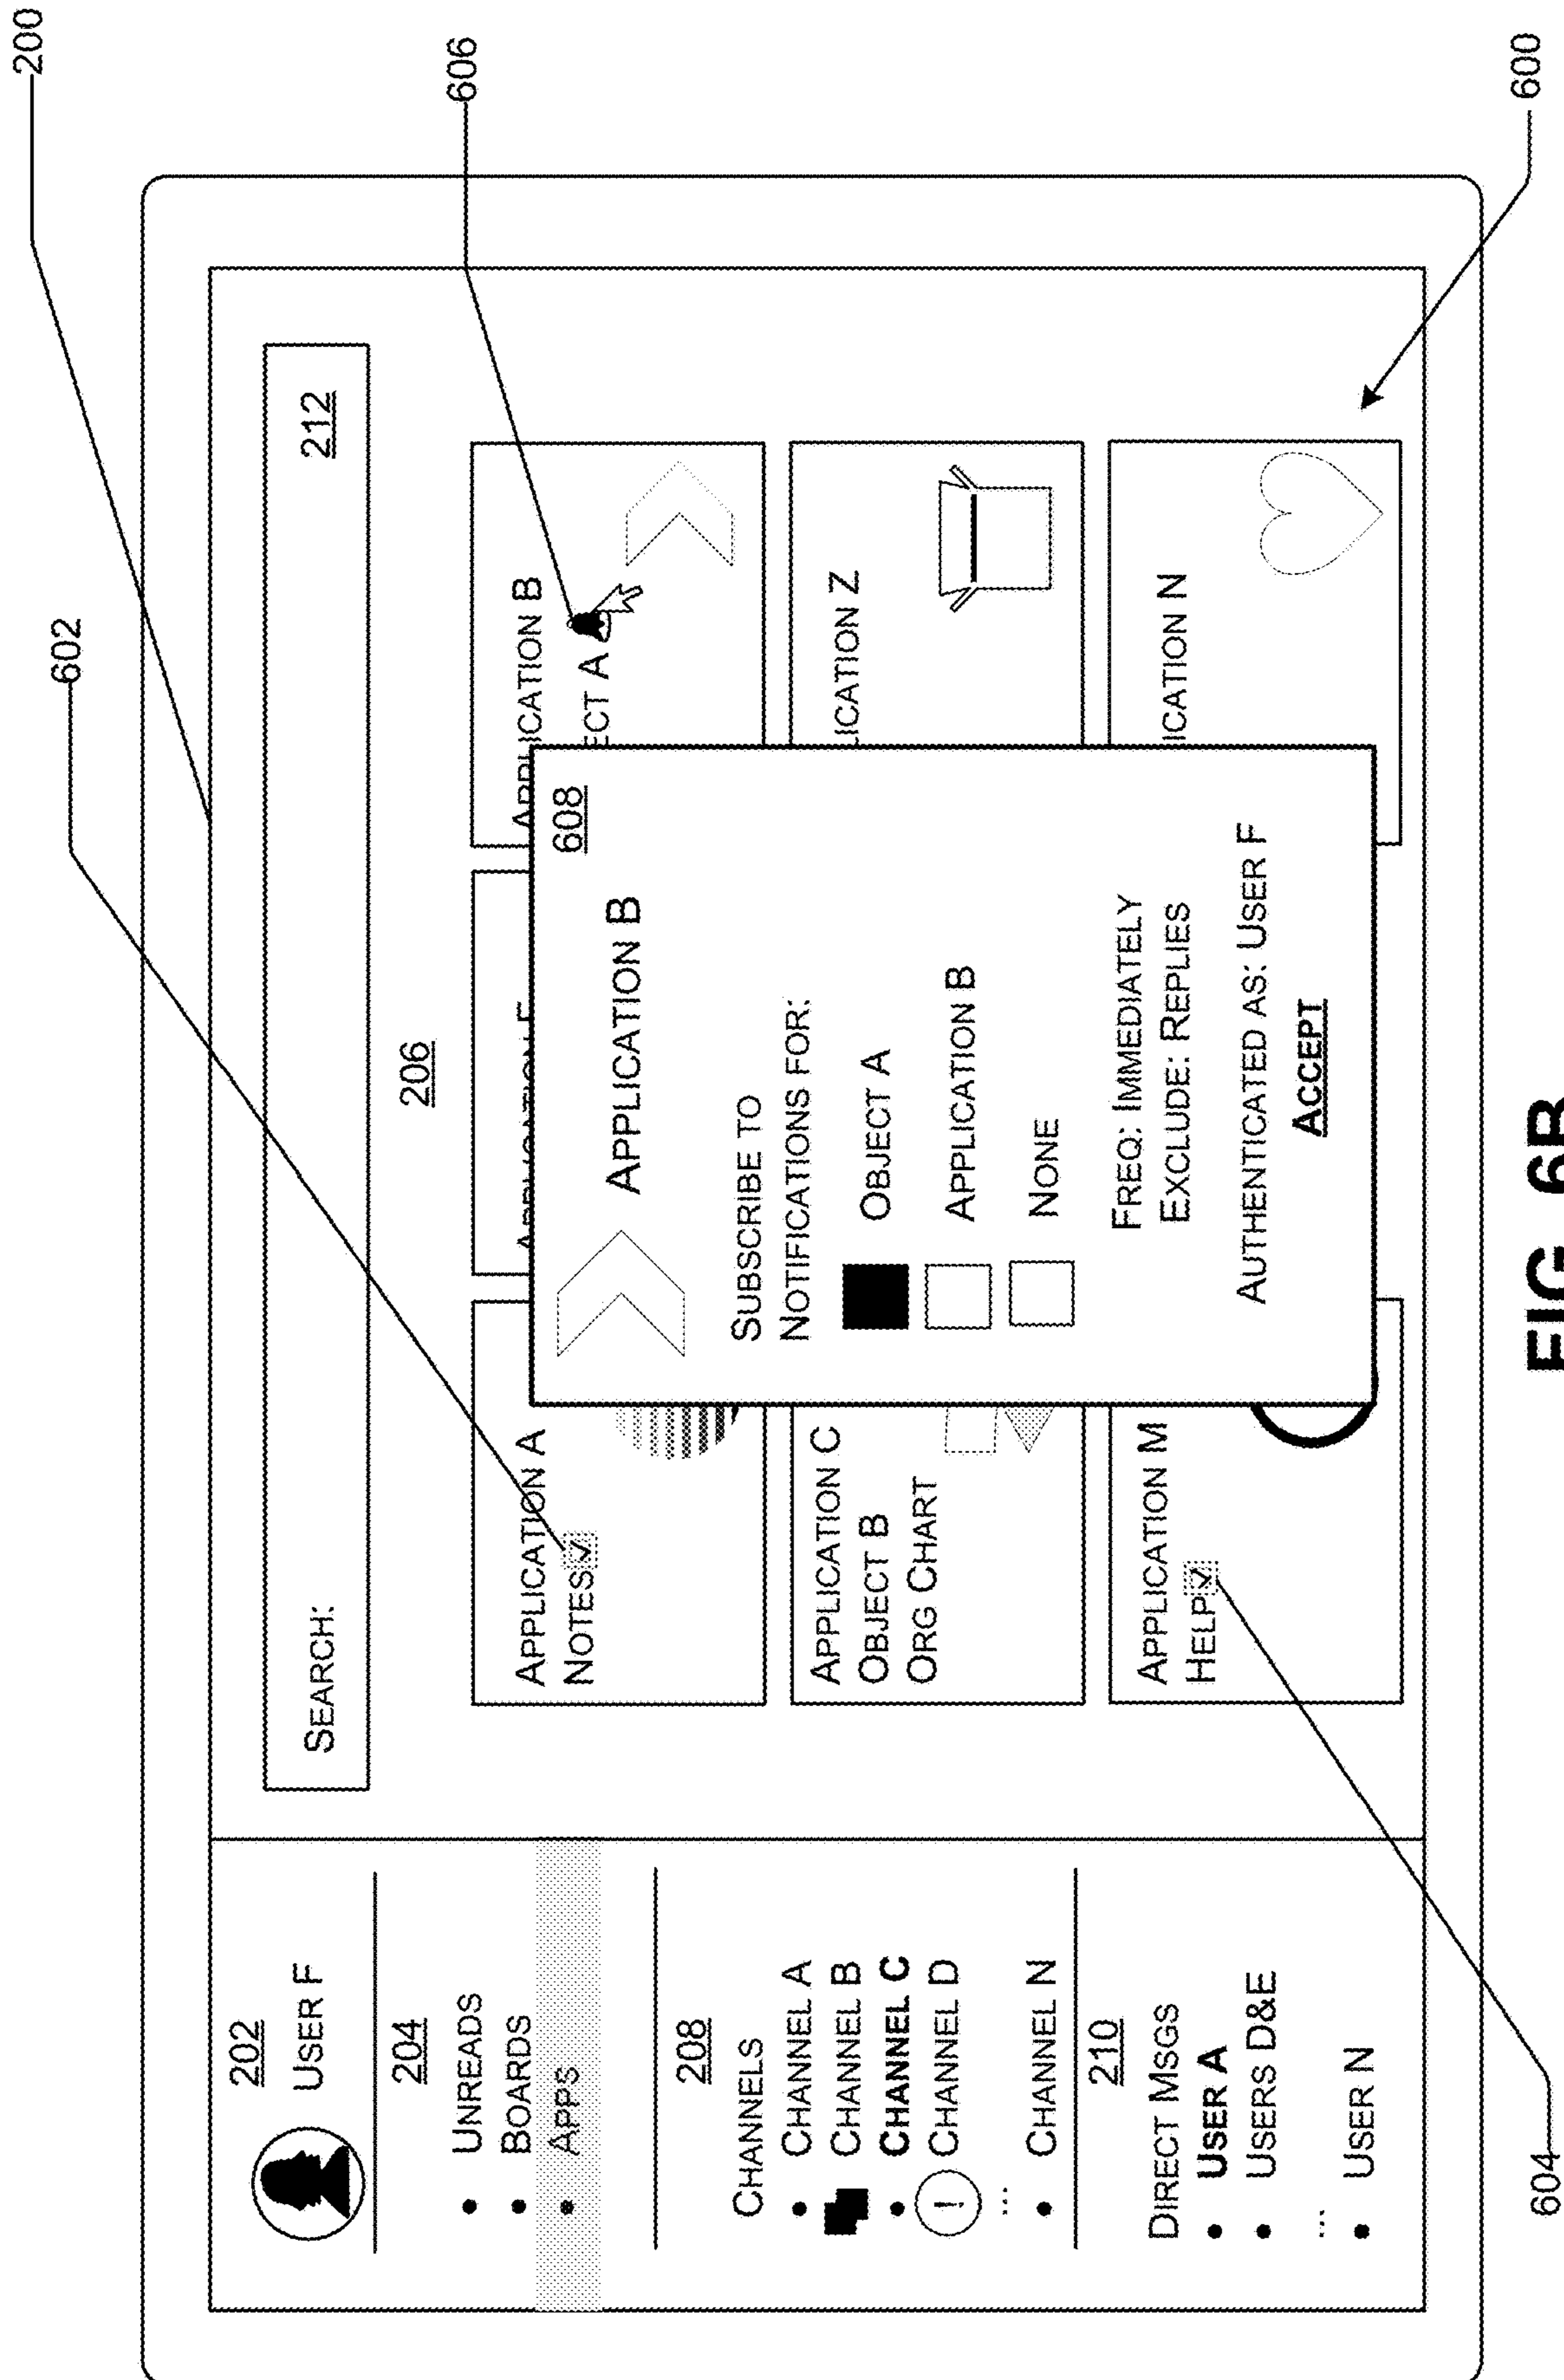 200
602
606
202
USER F
204
• UNREADS
• BOARDS
• APPS
208
CHANNELS
• CHANNEL A
CHANNEL B
• CHANNEL C
! CHANNEL D
...
• CHANNEL N
210
DIRECT MSGS
• USER A
• USERS D&E
...
• USER N
SEARCH:
212
206
APPLICATION A
NOTES
APPLICATION B
ECT A
APPLICATION C
OBJECT B
ORG CHART
LICATION Z
APPLICATION M
HELP
ICATION N
608
APPLICATION B
SUBSCRIBE TO
NOTIFICATIONS FOR:
OBJECT A
APPLICATION B
NONE
FREQ: IMMEDIATELY
EXCLUDE: REPLIES
AUTHENTICATED AS: USER F
ACCEPT
604
600
FIG. 6B